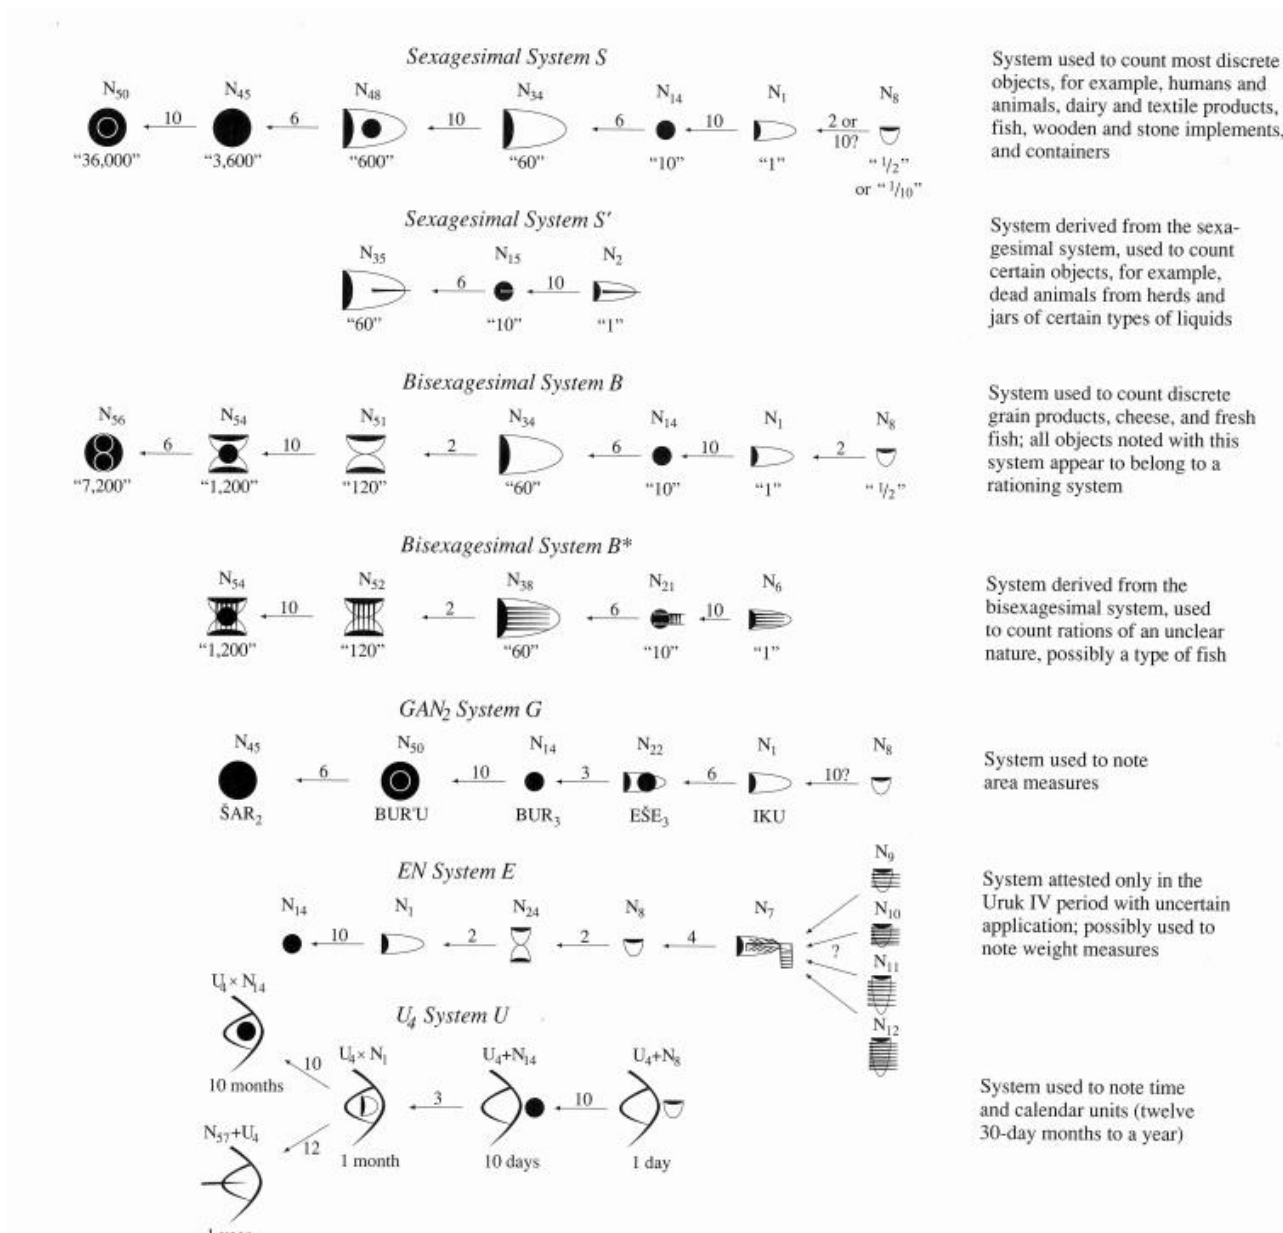 Sexagesimal System S
N50 N45 N48 N34 N14 N1 N8
10 6 10 6 10 2 or 10?
“36,000” “3,600” “600” “60” “10” “1” “ 1/2” or “ 1/10”
System used to count most discrete
objects, for example, humans and
animals, dairy and textile products,
fish, wooden and stone implements,
and containers
Sexagesimal System S′
N35 N15 N2
6 10
“60” “10” “1”
System derived from the sexa-
gesimal system, used to count
certain objects, for example,
dead animals from herds and
jars of certain types of liquids
Bisexagesimal System B
N56 N54 N51 N34 N14 N1 N8
6 10 2 6 10 2
“7,200” “1,200” “120” “60” “10” “1” “ 1/2”
System used to count discrete
grain products, cheese, and fresh
fish; all objects noted with this
system appear to belong to a
rationing system
Bisexagesimal System B*
N54 N52 N38 N21 N6
10 2 6 10
“1,200” “120” “60” “10” “1”
System derived from the
bisexagesimal system, used
to count rations of an unclear
nature, possibly a type of fish
GAN2 System G
N45 N50 N14 N22 N1 N8
6 10 3 6 10?
ŠAR2 BUR'U BUR3 EŠE3 IKU
System used to note
area measures
EN System E
N14 N1 N24 N8 N7 N9
N10
N11
N12
10 2 2 4 ?
System attested only in the
Uruk IV period with uncertain
application; possibly used to
note weight measures
U4 System U
U4 × N14
10 months
U4 × N1 U4+N14 U4+N8
10 3 10
N57+U4
12
1 month 10 days 1 day
System used to note time
and calendar units (twelve
30-day months to a year)